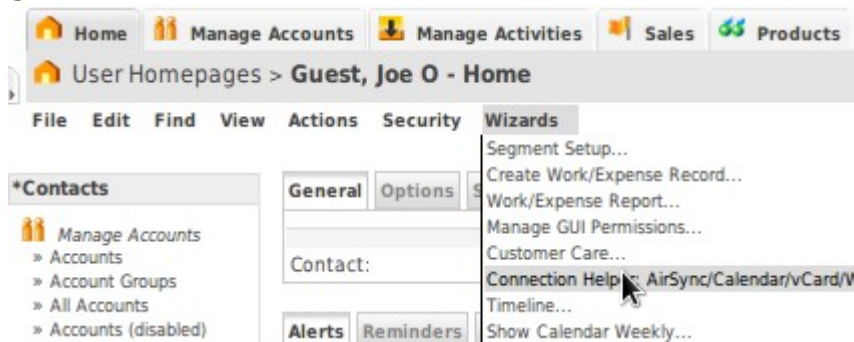 Home Manage Accounts Manage Activities Sales Products
User Homepages > Guest, Joe O - Home
File Edit Find View Actions Security Wizards
Segment Setup...
Create Work/Expense Record...
Work/Expense Report...
Manage GUI Permissions...
Customer Care...
Connection Helper: AirSync/Calendar/vCard/W
Timeline...
Show Calendar Weekly...
*Contacts
Manage Accounts
» Accounts
» Account Groups
» All Accounts
» Accounts (disabled)
General Options S
Contact:
Alerts Reminders